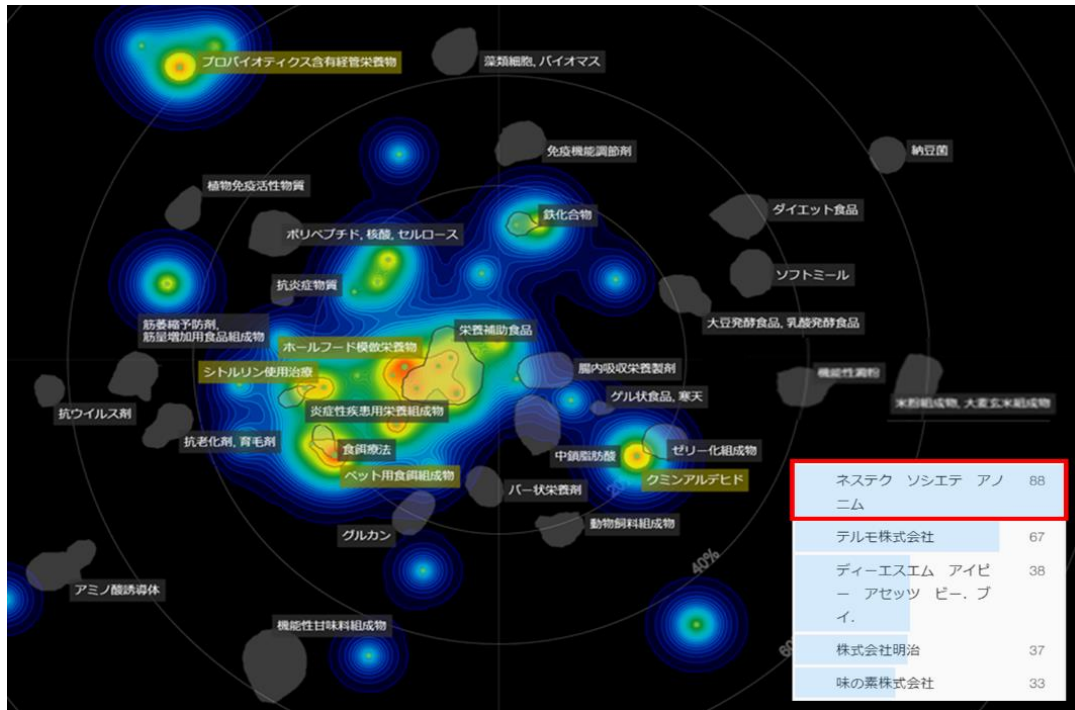 プロバイオティクス含有経管栄養物
藻類細胞, バイオマス
免疫機能調節剤
納豆菌
植物免疫活性物質
ダイエット食品
鉄化合物
ポリペプチド, 核酸, セルロース
ソフトミール
抗炎症物質
大豆発酵食品, 乳酸発酵食品
筋萎縮予防剤,
筋量増加用食品組成物
栄養補助食品
ホールフード模倣栄養物
シトルリン使用治療
腸内吸収栄養製剤
機能性澱粉
ゲル状食品, 寒天
米粉組成物, 大麦玄米組成物
炎症性疾患用栄養組成物
抗ウイルス剤
抗老化剤, 育毛剤
食餌療法
中鎖脂肪酸
ゼリー化組成物
ペット用食餌組成物
クミンアルデヒド
バー状栄養剤
動物飼料組成物
グルカン
40%
アミノ酸誘導体
機能性甘味料組成物
ネステク ソシエテ アノ 88
ニム
テルモ株式会社 67
ディーエスエム アイピ 38
ー アセッツ ビー．ブ
イ．
株式会社明治 37
味の素株式会社 33